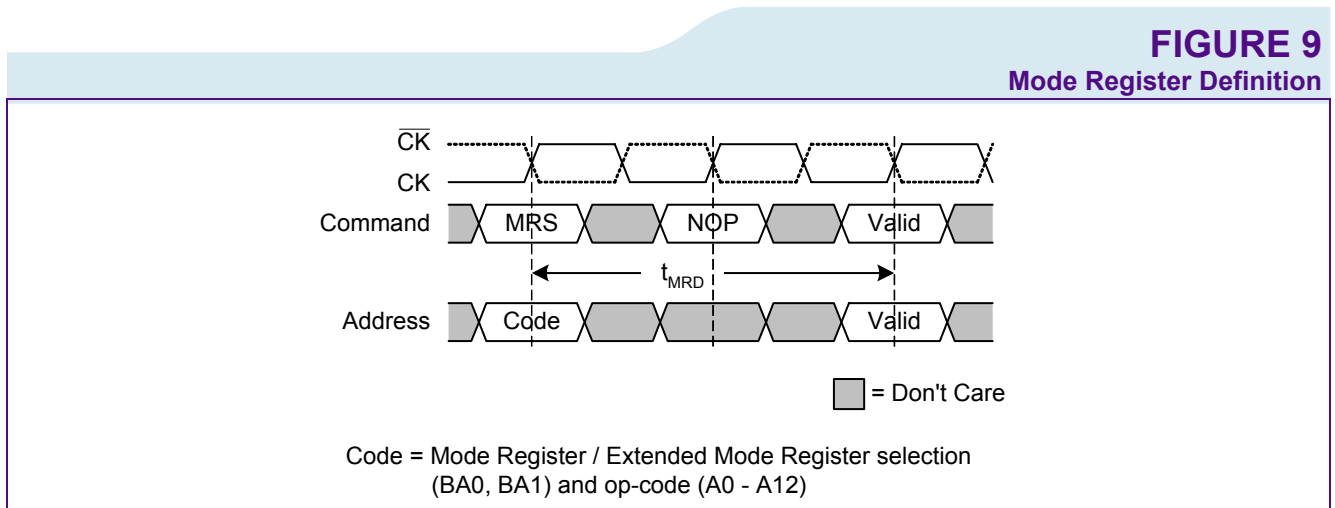 FIGURE 9
Mode Register Definition
C̅K̅
CK
Command MRS NOP Valid
tMRD
Address Code Valid
= Don't Care
Code = Mode Register / Extended Mode Register selection
(BA0, BA1) and op-code (A0 - A12)